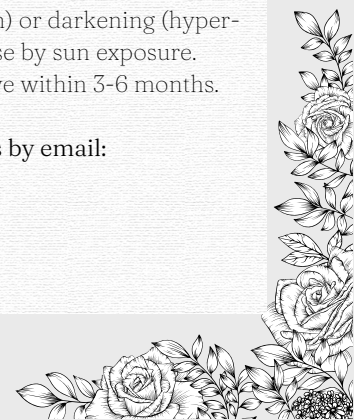 ) or darkening (hyper-
se by sun exposure.
ve within 3-6 months.
s by email: